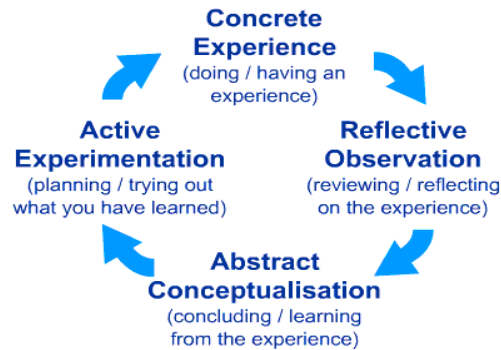 Concrete
Experience
(doing / having an
experience)
Reflective
Observation
(reviewing / reflecting
on the experience)
Abstract
Conceptualisation
(concluding / learning
from the experience)
Active
Experimentation
(planning / trying out
what you have learned)